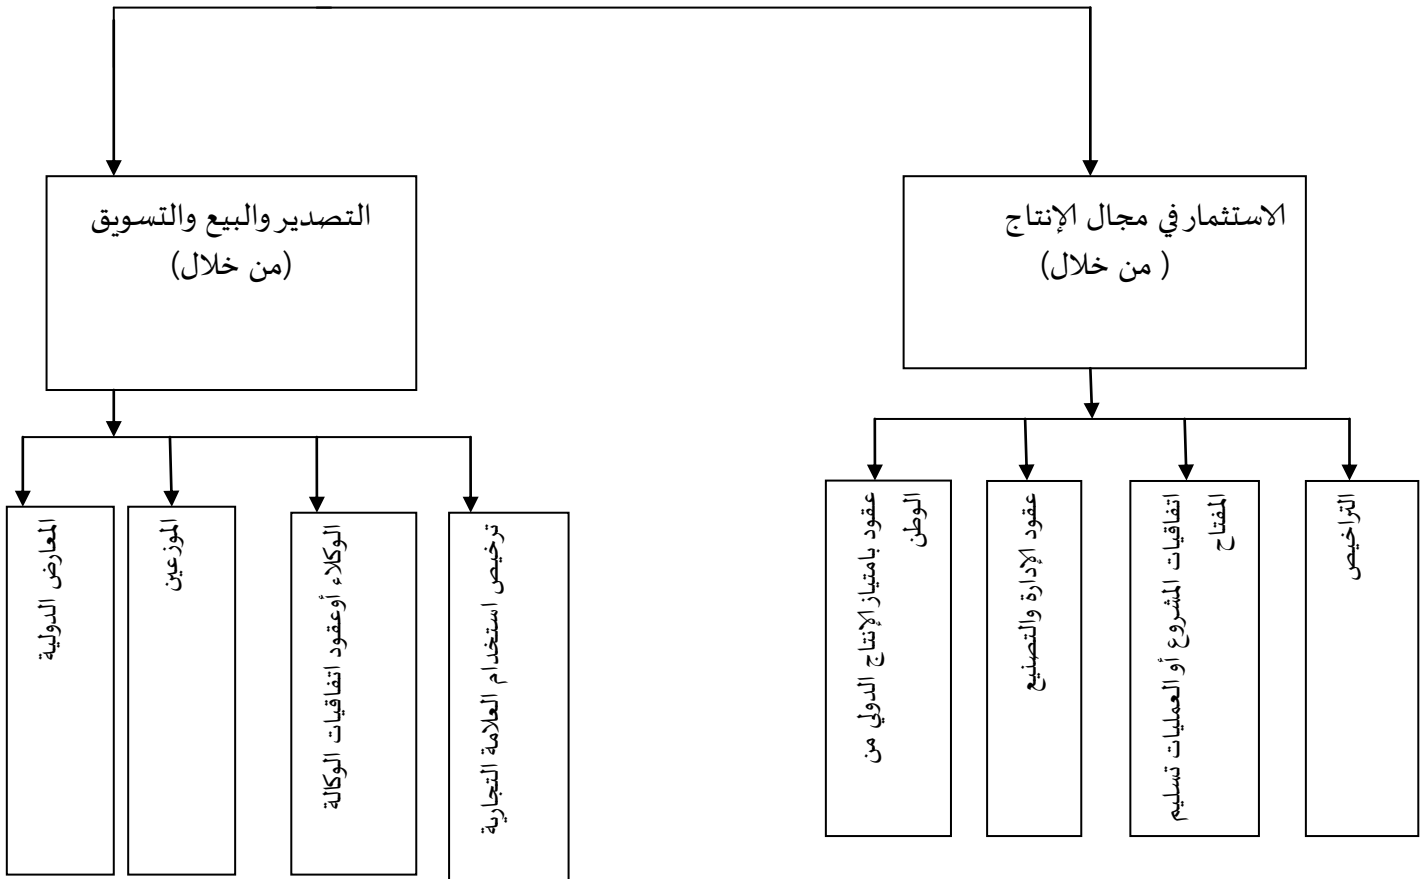 الاستثمار في مجال الإنتاج
( من خلال)
التصدير والبيع والتسويق
(من خلال)
التراخيص
اتفاقيات المشروع أو العمليات تسليم
المفتاح
عقود الإدارة والتصنيع
عقود بامتياز الإنتاج الدولي من
الوطن
ترخيص استخدام العلامة التجارية
الوكلاء أوعقود اتفاقيات الوكالة
الموزعين
المعارض الدولية